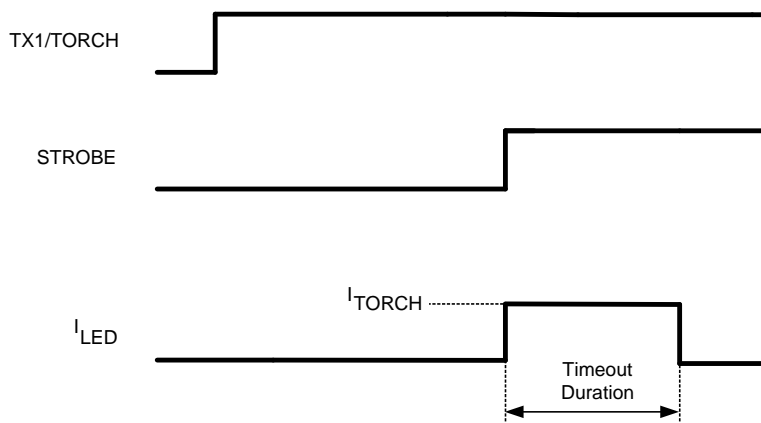 TX1/TORCH
STROBE
ITORCH
ILED
Timeout
Duration